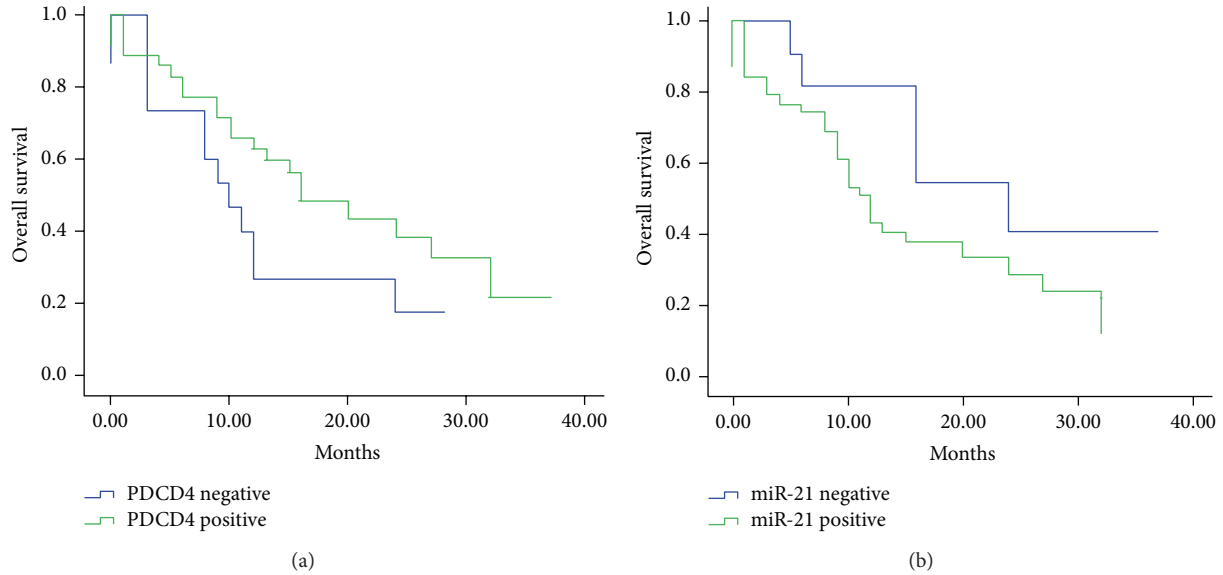 1.0
0.8
0.6
0.4
0.2
0.0
Overall survival
0.00 10.00 20.00 30.00 40.00
Months
PDCD4 negative
PDCD4 positive
(a)
1.0
0.8
0.6
0.4
0.2
0.0
Overall survival
0.00 10.00 20.00 30.00 40.00
Months
miR-21 negative
miR-21 positive
(b)